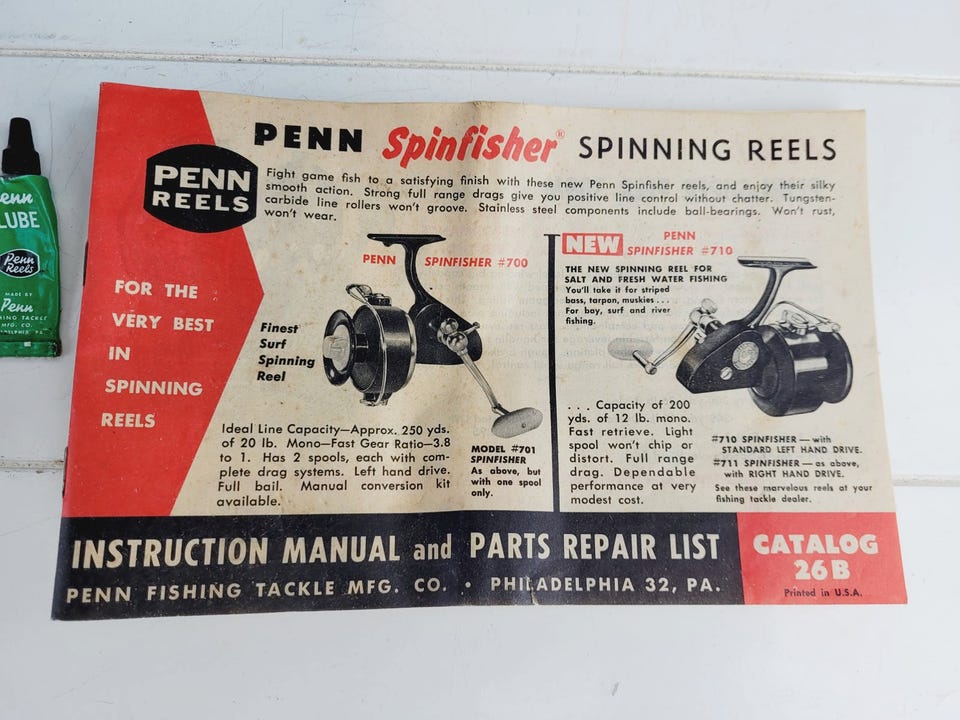 PENN Spinfisher® SPINNING REELS
PENN
REELS
Fight game fish to a satisfying finish with these new Penn Spinfisher reels, and enjoy their silky
smooth action. Strong full range drags give you positive line control without chatter. Tungsten-
carbide line rollers won't groove. Stainless steel components include ball-bearings. Won't rust,
won't wear.
FOR THE
VERY BEST
IN
SPINNING
REELS
PENN SPINFISHER #700
Finest
Surf
Spinning
Reel
Ideal Line Capacity—Approx. 250 yds.
of 20 lb. Mono—Fast Gear Ratio—3.8
to 1. Has 2 spools, each with com-
plete drag systems. Left hand drive.
Full bail. Manual conversion kit
available.
MODEL #701
SPINFISHER
As above, but
with one spool
only.
NEW PENN
SPINFISHER #710
THE NEW SPINNING REEL FOR
SALT AND FRESH WATER FISHING
You'll take it for striped
bass, tarpon, muskies . . .
For bay, surf and river
fishing.
. . . Capacity of 200
yds. of 12 lb. mono.
Fast retrieve. Light
spool won't chip or
distort. Full range
drag. Dependable
performance at very
modest cost.
#710 SPINFISHER — with
STANDARD LEFT HAND DRIVE.
#711 SPINFISHER — as above,
with RIGHT HAND DRIVE.
See these marvelous reels at your
fishing tackle dealer.
INSTRUCTION MANUAL and PARTS REPAIR LIST
PENN FISHING TACKLE MFG. CO. • PHILADELPHIA 32, PA.
CATALOG
26 B
Printed in U.S.A.
Penn
LUBE
Penn
Reels
MADE BY
Penn
MFG. CO.